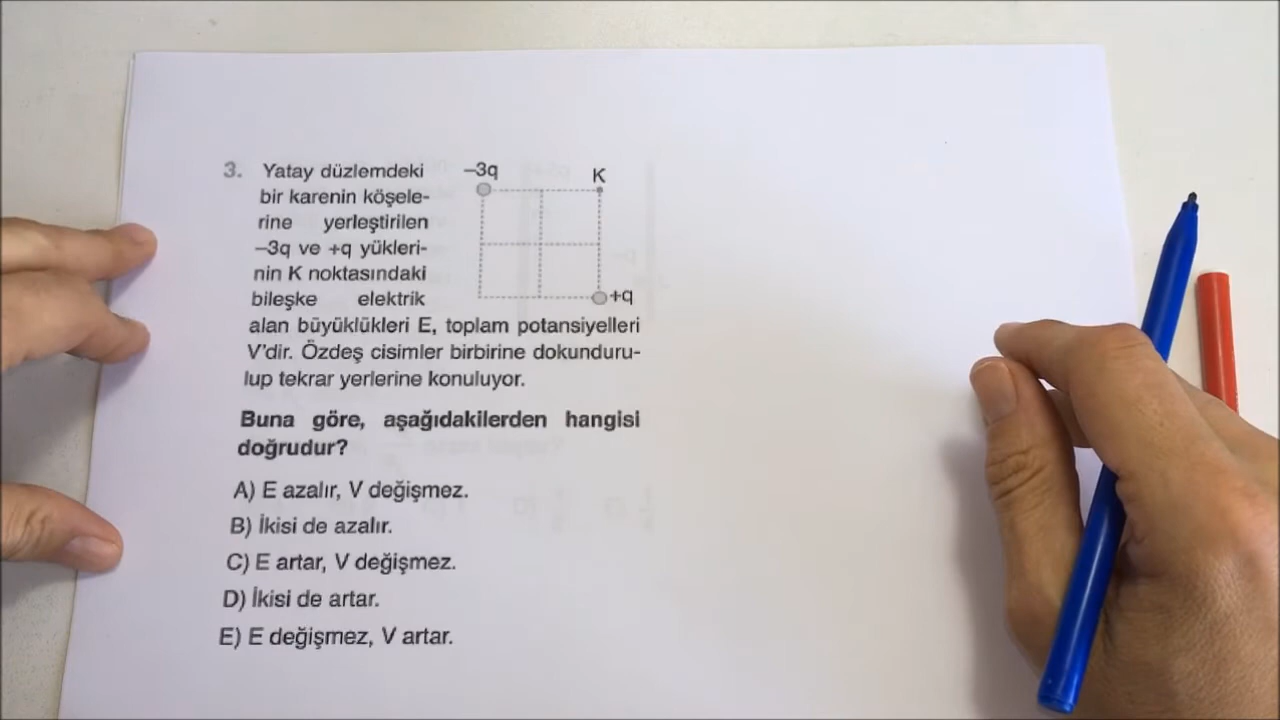 3. Yatay düzlemdeki
bir karenin köşele-
rine yerleştirilen
–3q ve +q yükleri-
nin K noktasındaki
bileşke elektrik
alan büyüklükleri E, toplam potansiyelleri
V'dir. Özdeş cisimler birbirine dokunduru-
lup tekrar yerlerine konuluyor.
–3q
K
+q
Buna göre, aşağıdakilerden hangisi
doğrudur?
A) E azalır, V değişmez.
B) İkisi de azalır.
C) E artar, V değişmez.
D) İkisi de artar.
E) E değişmez, V artar.